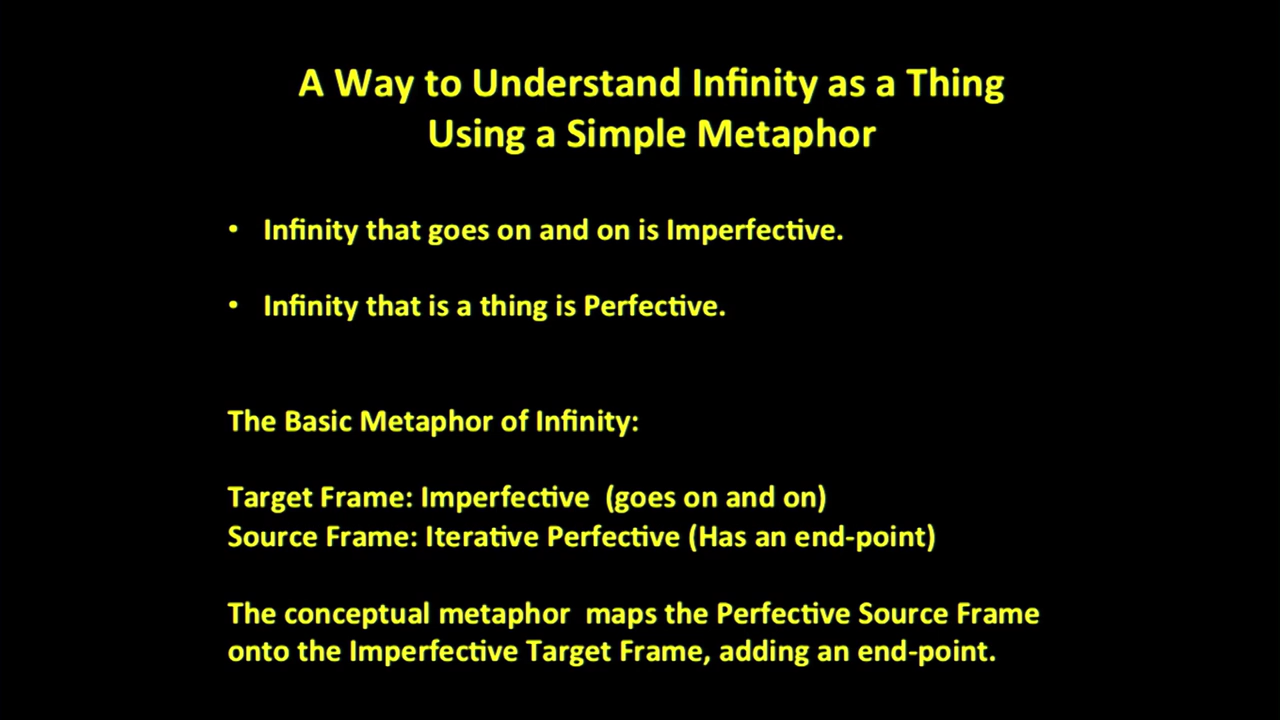 A Way to Understand Infinity as a Thing
Using a Simple Metaphor
• Infinity that goes on and on is Imperfective.
• Infinity that is a thing is Perfective.
The Basic Metaphor of Infinity:
Target Frame: Imperfective (goes on and on)
Source Frame: Iterative Perfective (Has an end-point)
The conceptual metaphor maps the Perfective Source Frame
onto the Imperfective Target Frame, adding an end-point.